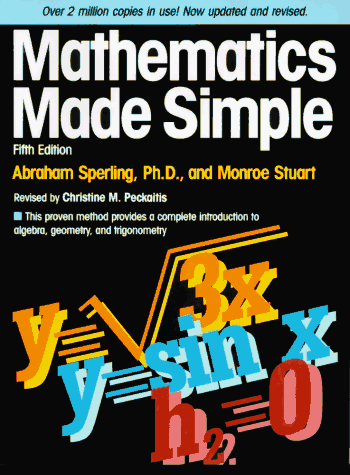 Over 2 million copies in use! Now updated and revised.
Mathematics
Made Simple
Fifth Edition
Abraham Sperling, Ph.D., and Monroe Stuart
Revised by Christine M. Peckaitis
This proven method provides a complete introduction to
algebra, geometry, and trigonometry
y=√3x
y=sin x
h₂=0